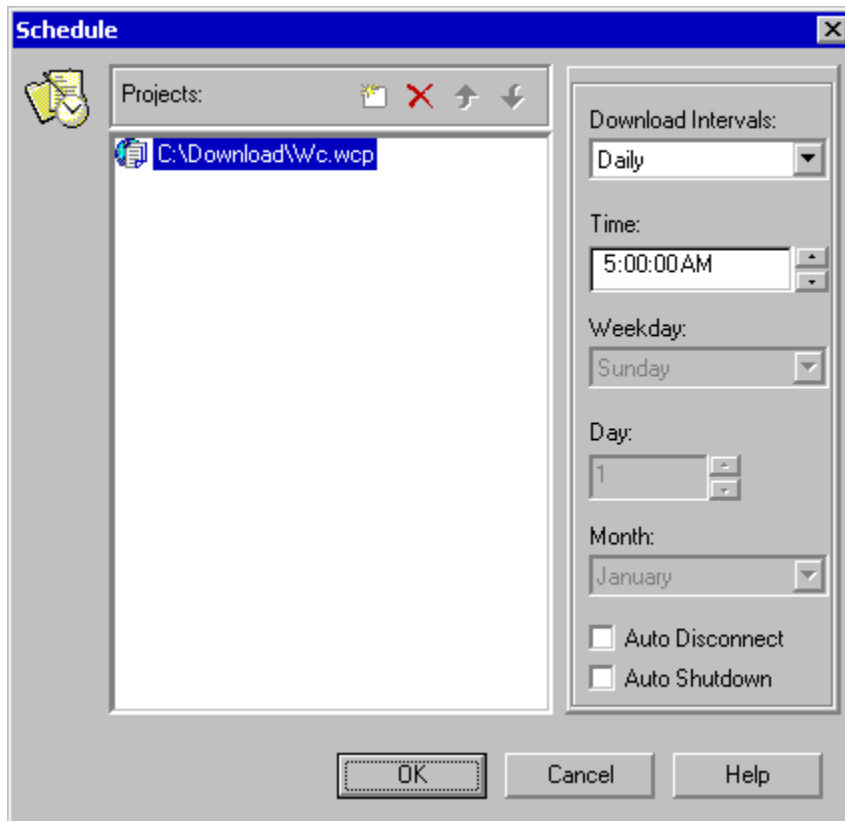 Schedule
Projects:
C:\Download\Wc.wcp
Download Intervals:
Daily
Time:
5:00:00AM
Weekday:
Sunday
Day:
1
Month:
January
Auto Disconnect
Auto Shutdown
OK
Cancel
Help